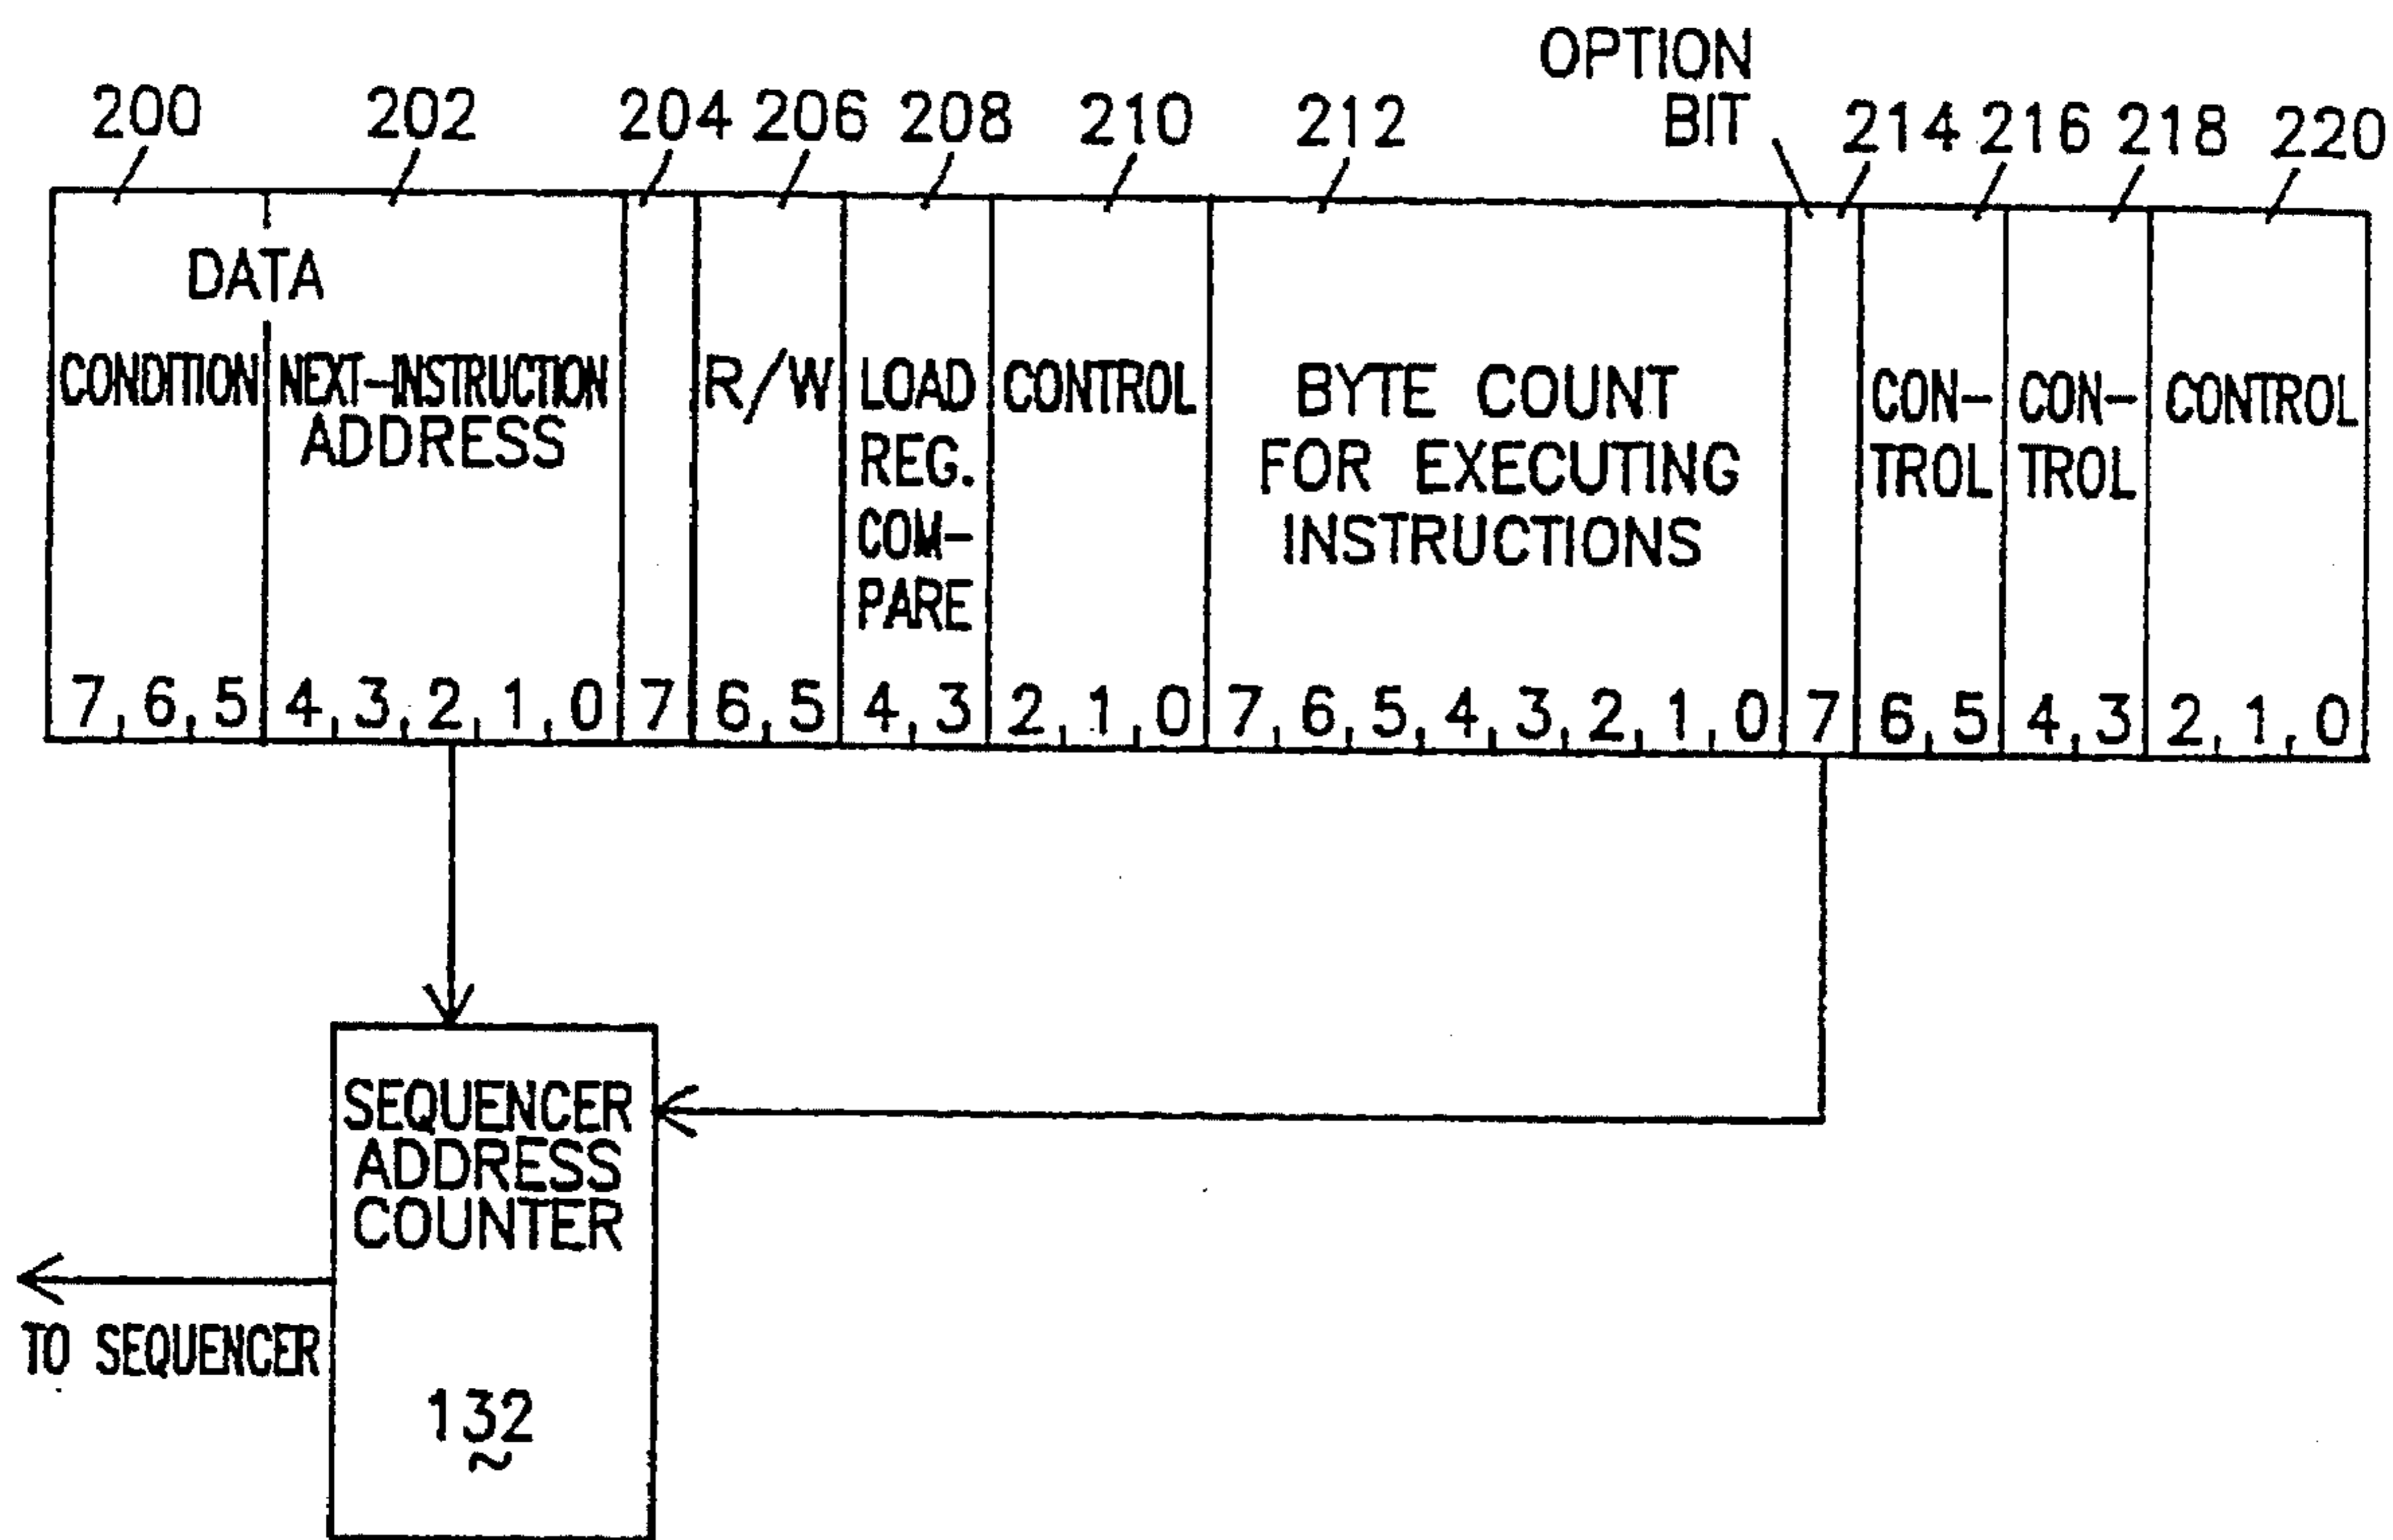 OPTION
BIT
200 202 204 206 208 210 212 214 216 218 220
DATA
CONDITION
NEXT-INSTRUCTION
ADDRESS
R/W
LOAD
REG.
COM-
PARE
CONTROL
BYTE COUNT
FOR EXECUTING
INSTRUCTIONS
CON-
TROL
CON-
TROL
CONTROL
7,6,5 4,3,2,1,0 7 6,5 4,3 2,1,0 7,6,5,4,3,2,1,0 7 6,5 4,3 2,1,0
SEQUENCER
ADDRESS
COUNTER
132
TO SEQUENCER